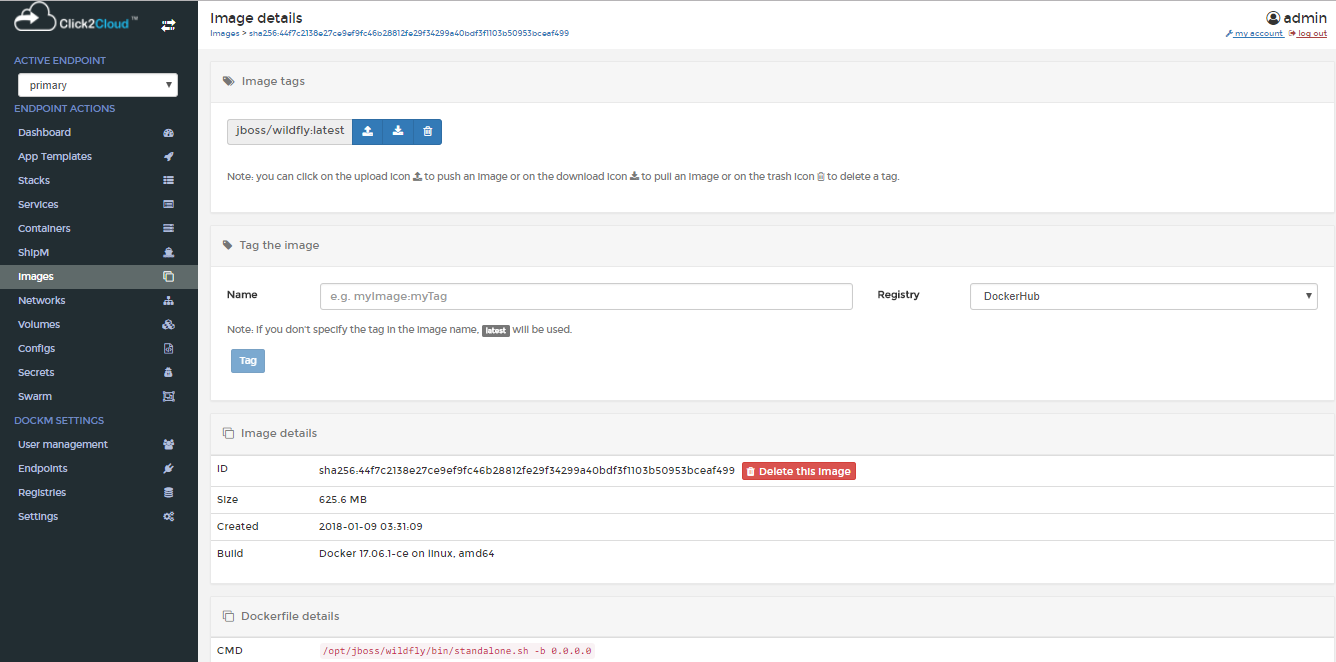 Click2Cloud™
Image details
admin
Images > sha256:44f7c2138e27ce9ef9fc46b28812fe29f34299a40bdf3f1103b50953bceaf499
my account
log out
ACTIVE ENDPOINT
primary
ENDPOINT ACTIONS
Dashboard
App Templates
Stacks
Services
Containers
ShipM
Images
Networks
Volumes
Configs
Secrets
Swarm
DOCKM SETTINGS
User management
Endpoints
Registries
Settings
Image tags
jboss/wildfly:latest
Note: you can click on the upload icon to push an image or on the download icon to pull an image or on the trash icon to delete a tag.
Tag the image
Name
e.g. myImage:myTag
Registry
DockerHub
Note: if you don't specify the tag in the image name, latest will be used.
Tag
Image details
ID
sha256:44f7c2138e27ce9ef9fc46b28812fe29f34299a40bdf3f1103b50953bceaf499
Delete this image
Size
625.6 MB
Created
2018-01-09 03:31:09
Build
Docker 17.06.1-ce on linux, amd64
Dockerfile details
CMD
/opt/jboss/wildfly/bin/standalone.sh -b 0.0.0.0